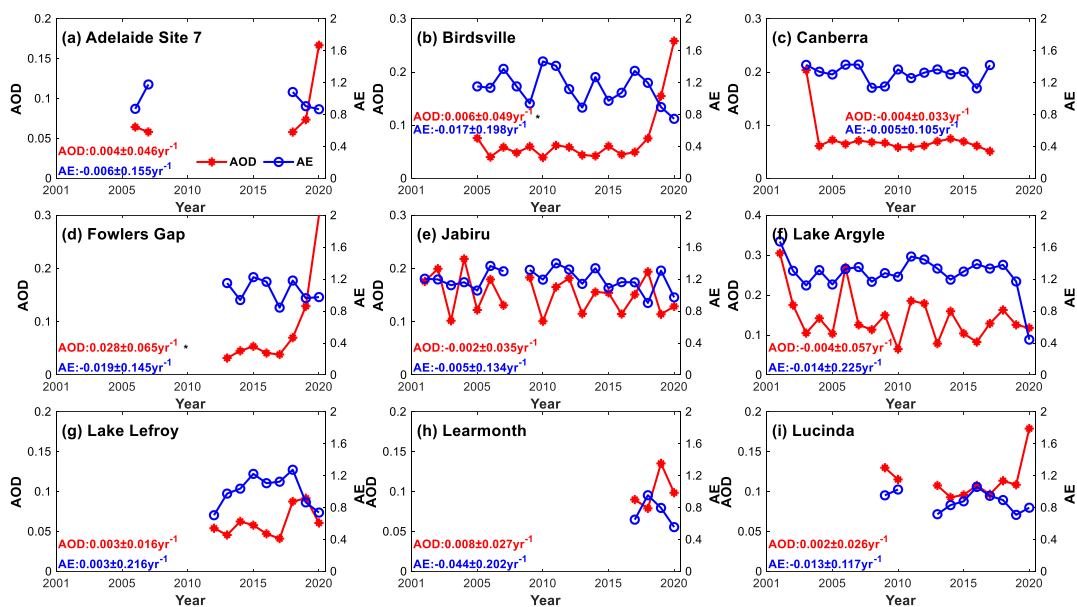 (a) Adelaide Site 7
0.2
0.15
0.1
0.05
0
AOD
2
1.6
1.2
0.8
0.4
0
AE
AOD:0.004±0.046yr-1
AE:-0.006±0.155yr-1
AOD
AE
2001
2005
2010
2015
2020
Year
(b) Birdsville
0.3
0.2
0.1
0
AOD
2
1.6
1.2
0.8
0.4
0
AE
AOD:0.006±0.049yr-1 *
AE:-0.017±0.198yr-1
2001
2005
2010
2015
2020
Year
(c) Canberra
0.3
0.2
0.1
0
AOD
2
1.6
1.2
0.8
0.4
0
AE
AOD:-0.004±0.033yr-1
AE:-0.005±0.105yr-1
2001
2005
2010
2015
2020
Year
(d) Fowlers Gap
0.3
0.2
0.1
0
AOD
2
1.6
1.2
0.8
0.4
0
AE
AOD:0.028±0.065yr-1 *
AE:-0.019±0.145yr-1
2001
2005
2010
2015
2020
Year
(e) Jabiru
0.3
0.2
0.1
0
AOD
2
1.6
1.2
0.8
0.4
0
AE
AOD:-0.002±0.035yr-1
AE:-0.005±0.134yr-1
2001
2005
2010
2015
2020
Year
(f) Lake Argyle
0.4
0.3
0.2
0.1
0
AOD
2
1.6
1.2
0.8
0.4
0
AE
AOD:-0.004±0.057yr-1
AE:-0.014±0.225yr-1
2001
2005
2010
2015
2020
Year
(g) Lake Lefroy
0.2
0.15
0.1
0.05
0
AOD
2
1.6
1.2
0.8
0.4
0
AE
AOD:0.003±0.016yr-1
AE:0.003±0.216yr-1
2001
2005
2010
2015
2020
Year
(h) Learmonth
0.2
0.15
0.1
0.05
0
AOD
2
1.6
1.2
0.8
0.4
0
AE
AOD:0.008±0.027yr-1
AE:-0.044±0.202yr-1
2001
2005
2010
2015
2020
Year
(i) Lucinda
0.2
0.15
0.1
0.05
0
AOD
2
1.6
1.2
0.8
0.4
0
AE
AOD:0.002±0.026yr-1
AE:-0.013±0.117yr-1
2001
2005
2010
2015
2020
Year